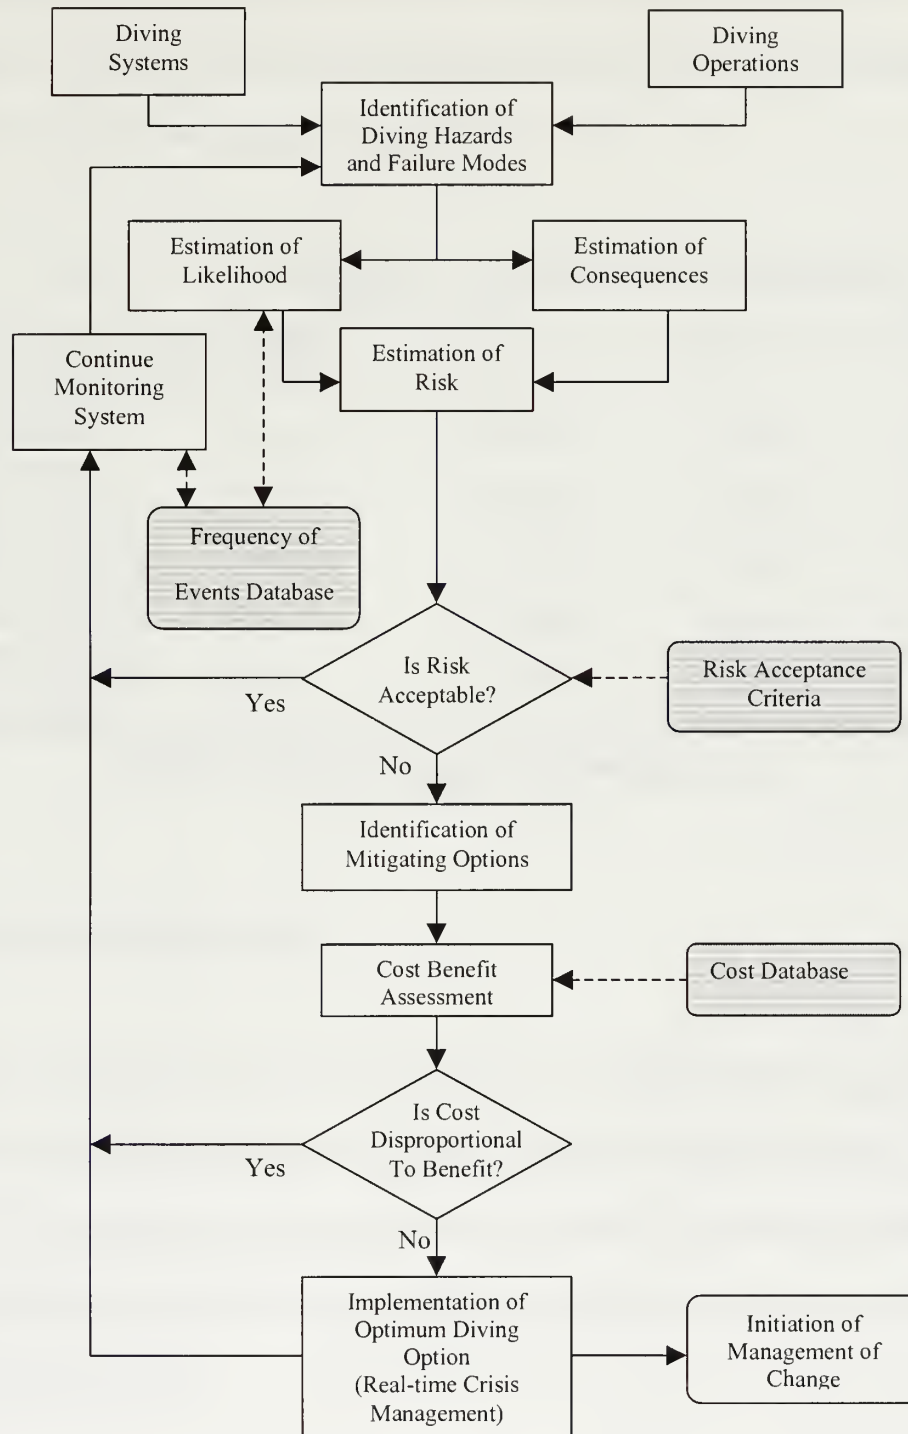 Diving
Systems
Diving
Operations
Identification of
Diving Hazards
and Failure Modes
Estimation of
Likelihood
Estimation of
Consequences
Continue
Monitoring
System
Estimation of
Risk
Frequency of
Events Database
Is Risk
Acceptable?
Yes
Risk Acceptance
Criteria
No
Identification of
Mitigating Options
Cost Benefit
Assessment
Cost Database
Is Cost
Disproportional
To Benefit?
Yes
No
Implementation of
Optimum Diving
Option
(Real-time Crisis
Management)
Initiation of
Management of
Change